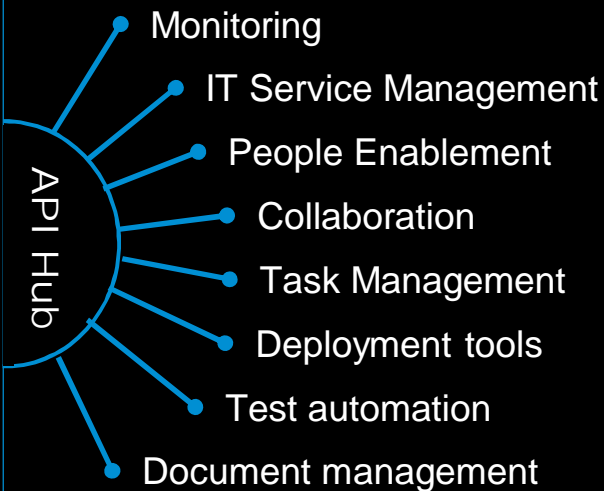 API Hub
Monitoring
IT Service Management
People Enablement
Collaboration
Task Management
Deployment tools
Test automation
Document management